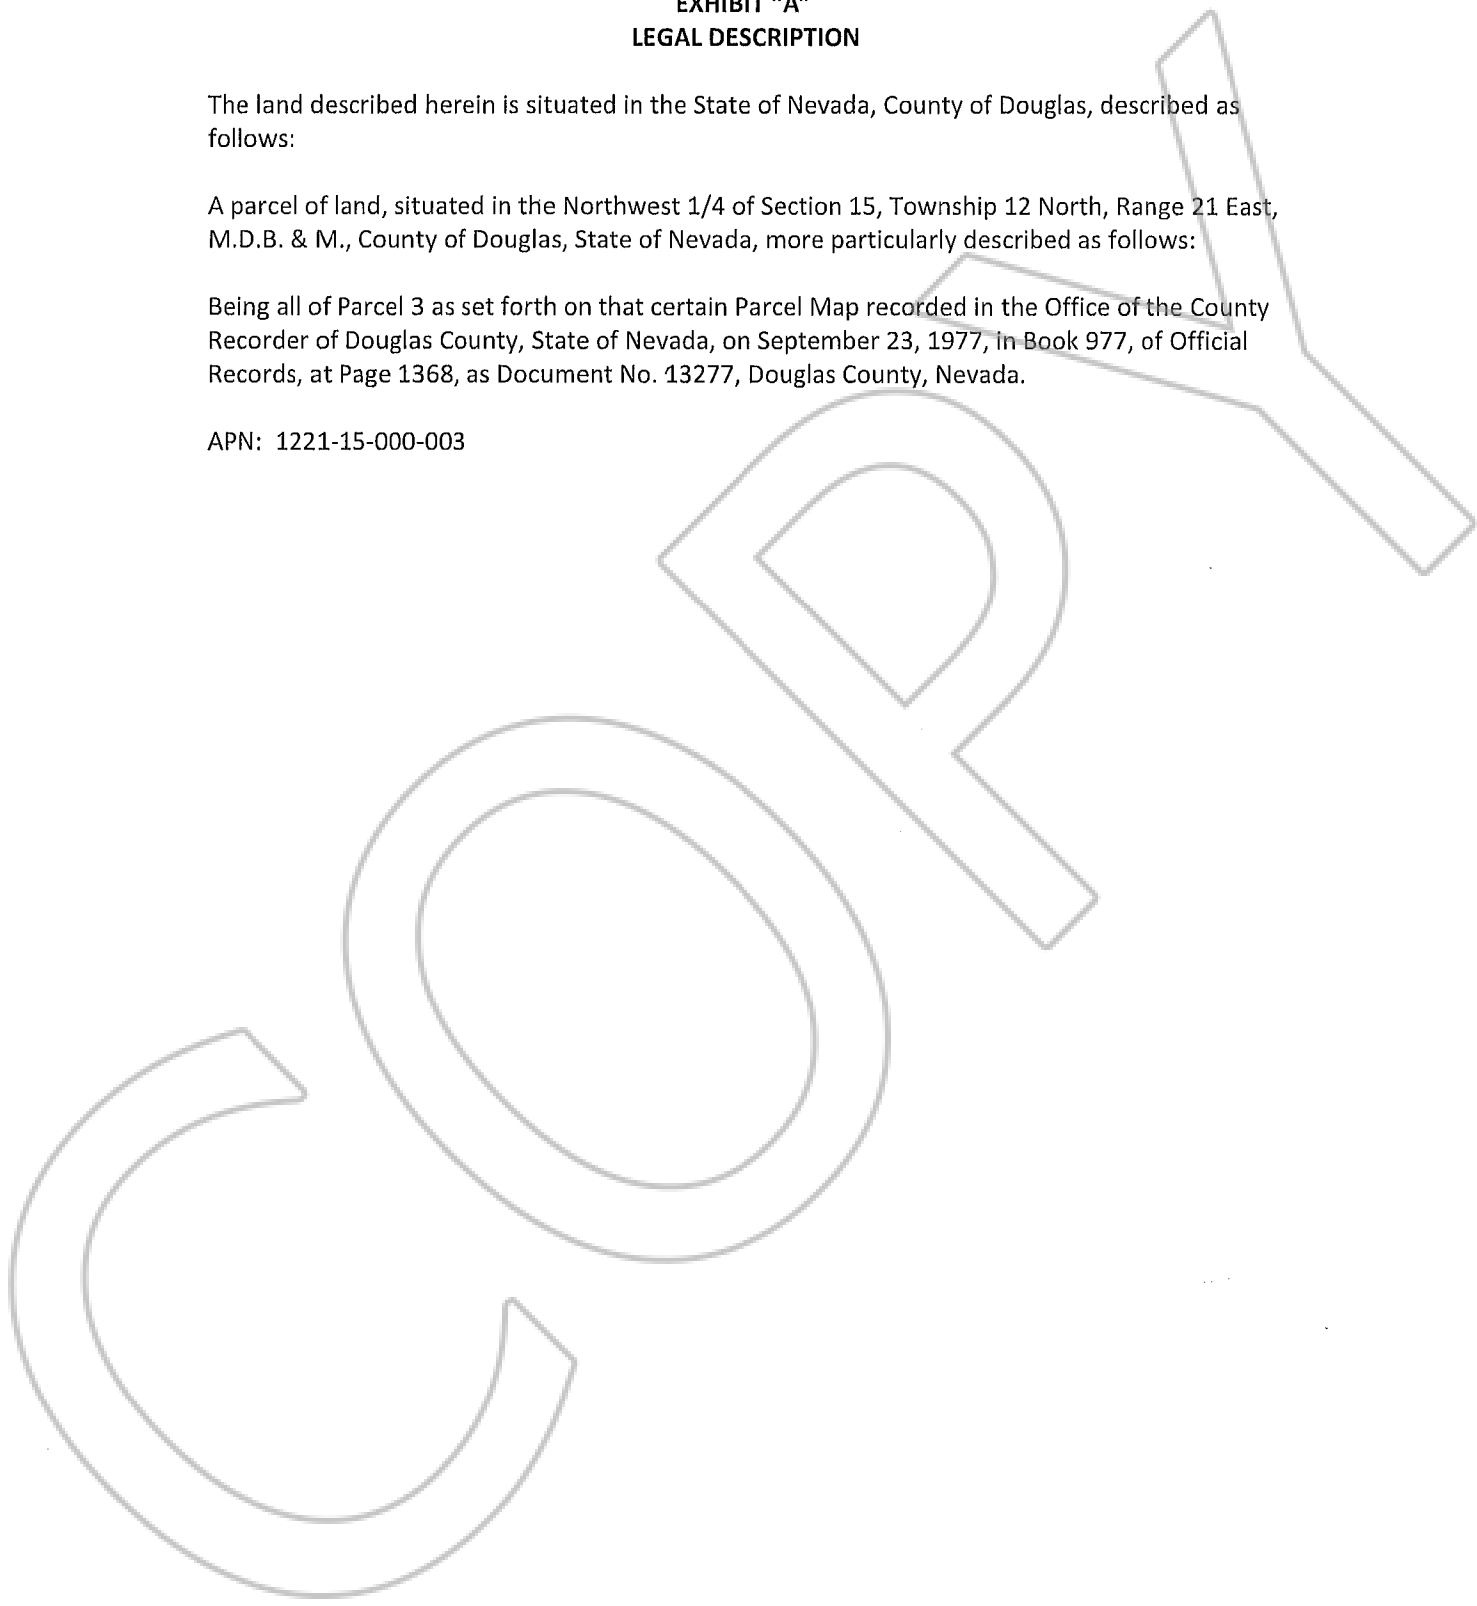 EXHIBIT "A"
LEGAL DESCRIPTION
The land described herein is situated in the State of Nevada, County of Douglas, described as
follows:
A parcel of land, situated in the Northwest 1/4 of Section 15, Township 12 North, Range 21 East,
M.D.B. & M., County of Douglas, State of Nevada, more particularly described as follows:
Being all of Parcel 3 as set forth on that certain Parcel Map recorded in the Office of the County
Recorder of Douglas County, State of Nevada, on September 23, 1977, in Book 977, of Official
Records, at Page 1368, as Document No. 13277, Douglas County, Nevada.
APN: 1221-15-000-003
COPY